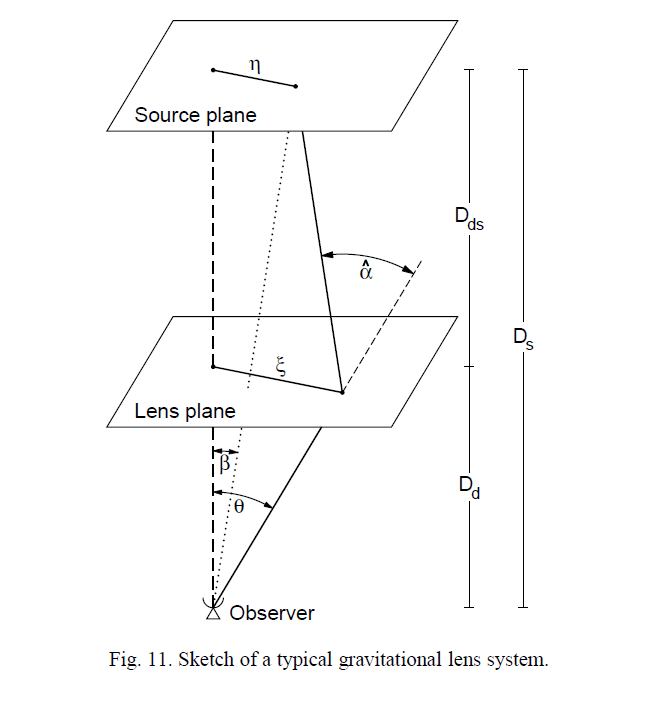 η
Source plane
D_ds
α̂
D_s
ξ
Lens plane
β
D_d
θ
Observer
Fig. 11. Sketch of a typical gravitational lens system.